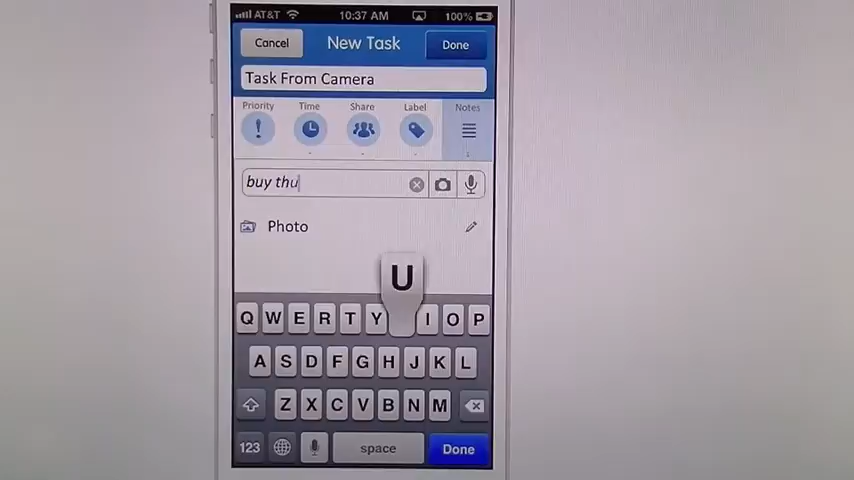 AT&T 10:37 AM 100%
Cancel New Task Done
Task From Camera
Priority Time Share Label Notes
- - - 1
buy thu
Photo
U
Q W E R T Y I O P
A S D F G H J K L
Z X C V B N M
123 space Done